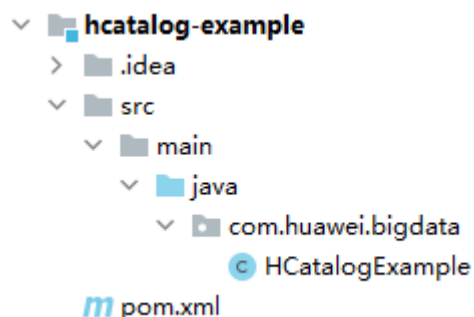 hcatalog-example
.idea
src
main
java
com.huawei.bigdata
C HCatalogExample
m pom.xml